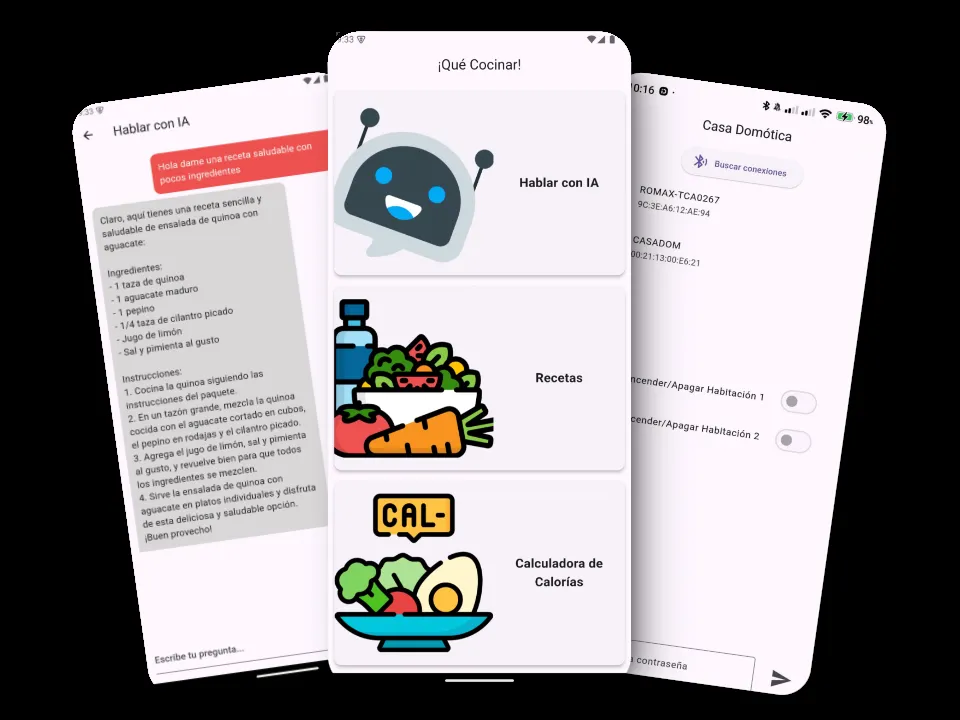 9:33
Hablar con IA
Hola dame una receta saludable con
pocos ingredientes
Claro, aquí tienes una receta sencilla y
saludable de ensalada de quinoa con
aguacate:
Ingredientes:
- 1 taza de quinoa
- 1 aguacate maduro
- 1 pepino
- 1/4 taza de cilantro picado
- Jugo de limón
- Sal y pimienta al gusto
Instrucciones:
1. Cocina la quinoa siguiendo las
instrucciones del paquete.
2. En un tazón grande, mezcla la quinoa
cocida con el aguacate cortado en cubos,
el pepino en rodajas y el cilantro picado.
3. Agrega el jugo de limón, sal y pimienta
al gusto, y revuelve bien para que todos
los ingredientes se mezclen.
4. Sirve la ensalada de quinoa con
aguacate en platos individuales y disfruta
de esta deliciosa y saludable opción.
¡Buen provecho!
Escribe tu pregunta...
9:33
¡Qué Cocinar!
Hablar con IA
Recetas
CAL-
Calculadora de
Calorías
10:16
98%
Casa Domótica
Buscar conexiones
ROMAX-TCA0267
9C:3E:A6:12:AE:94
CASADOM
00:21:13:00:E6:21
ncender/Apagar Habitación 1
cender/Apagar Habitación 2
a contraseña